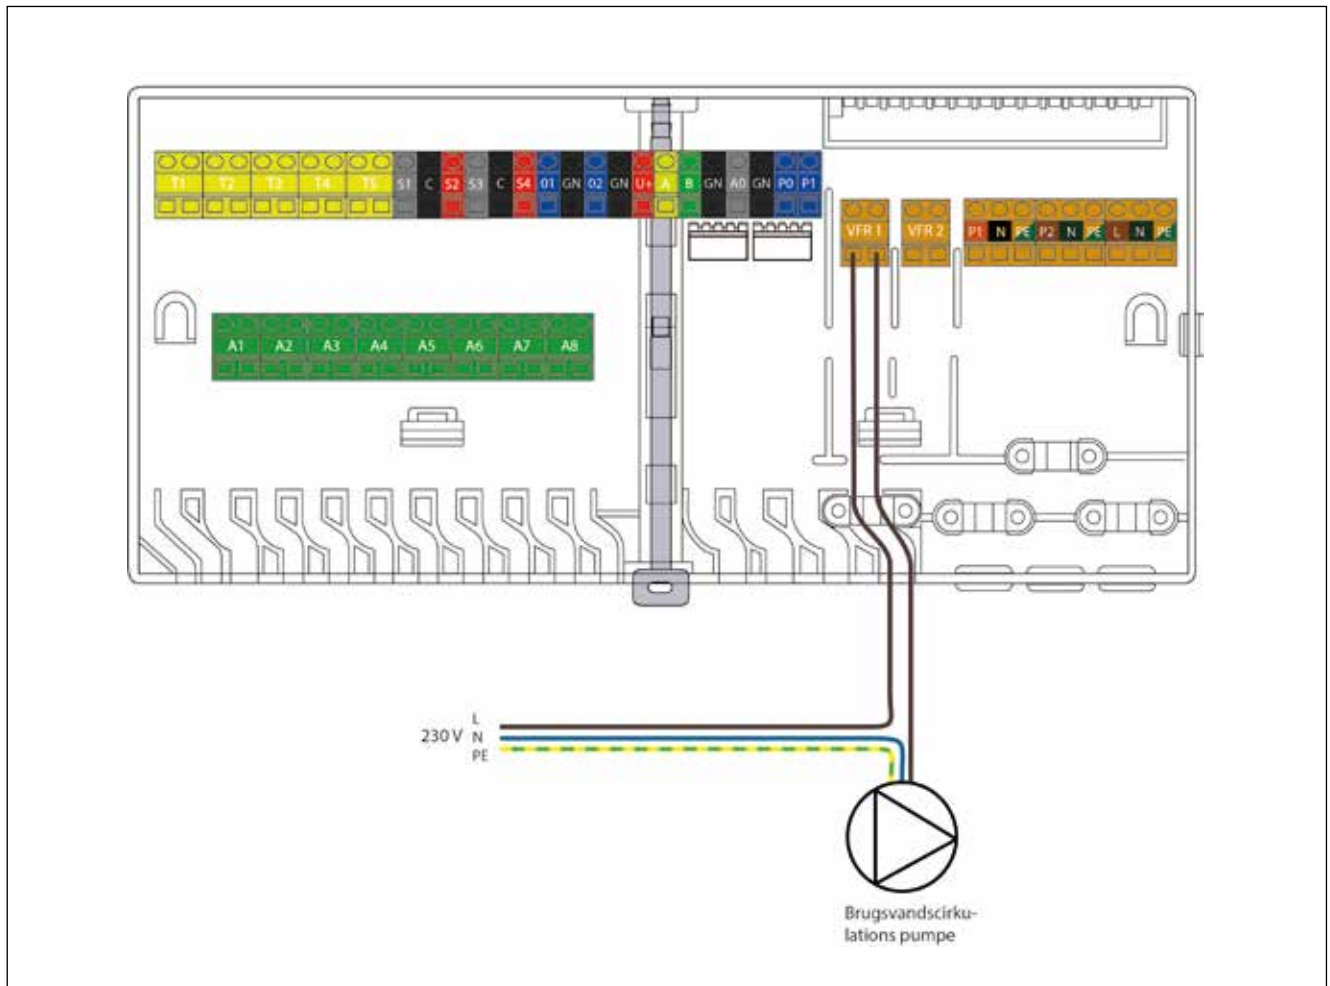 T1 T2 T3 T4 T5 S1 C S2 S3 C S4 01 GN 02 GN U+ A B GN A0 GN P0 P1
VFR 1 VFR 2 P1 N PE P2 N PE L N PE
A1 A2 A3 A4 A5 A6 A7 A8
L
230 V N
PE
Brugsvandscirku-
lations pumpe